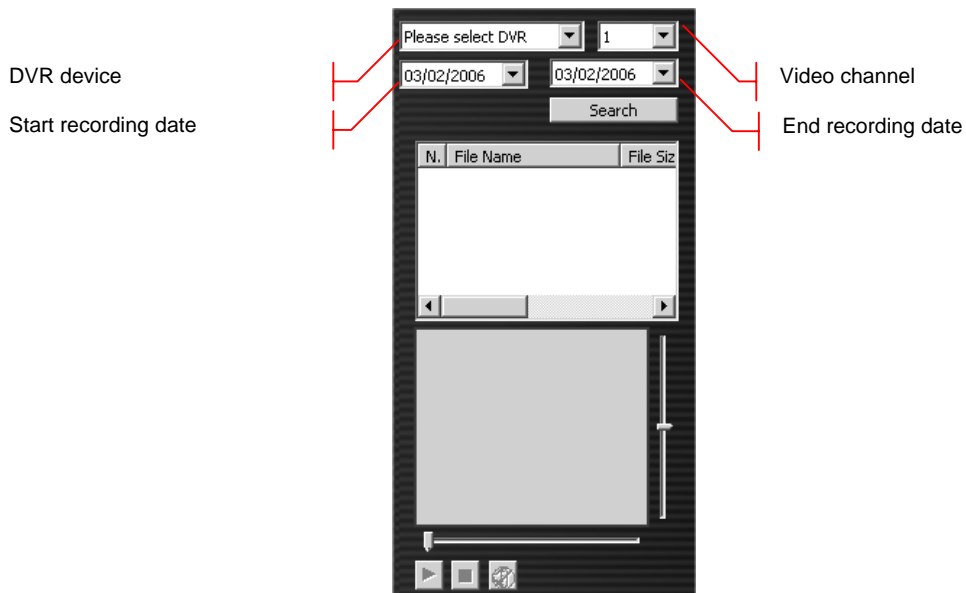 Please select DVR 1
DVR device
Video channel
03/02/2006 03/02/2006
Start recording date
Search
End recording date
N. File Name File Siz